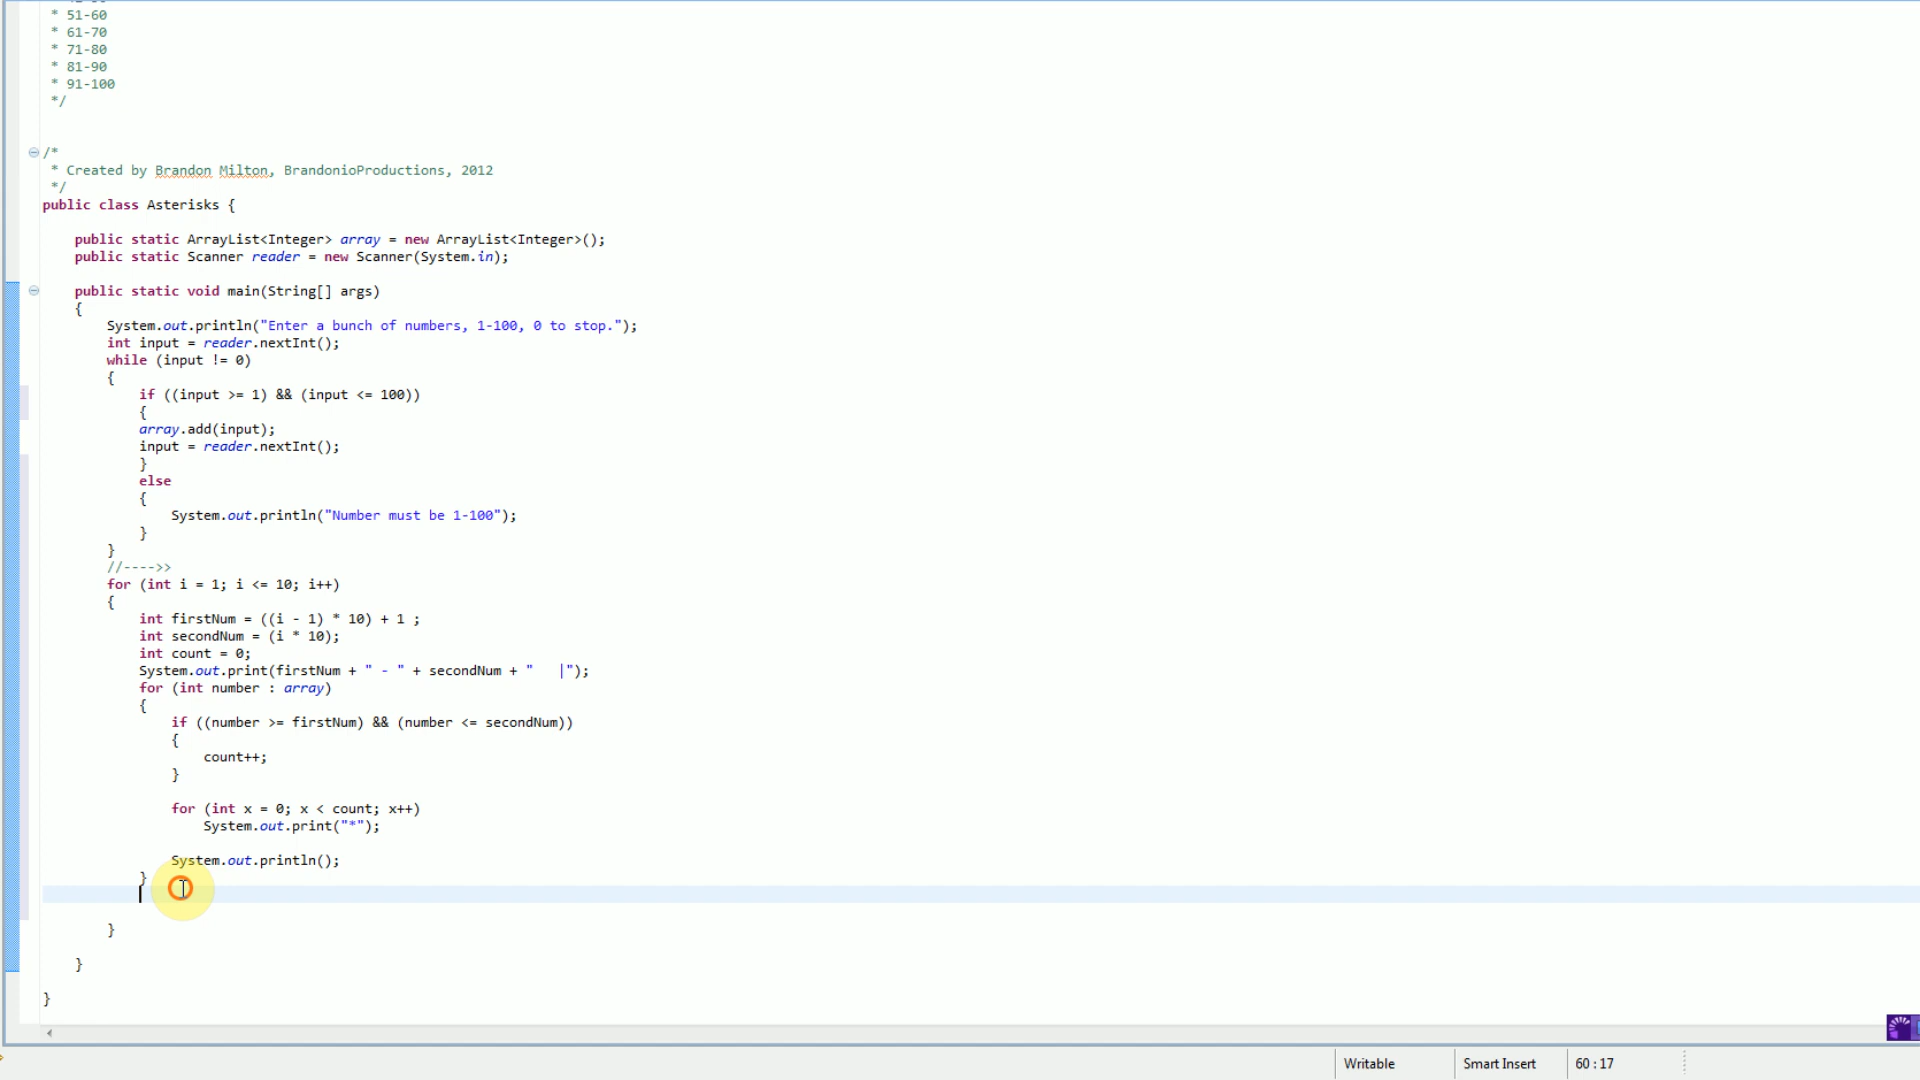 * 51-60
* 61-70
* 71-80
* 81-90
* 91-100
*/
/*
* Created by Brandon Milton, BrandonioProductions, 2012
*/
public class Asterisks {
public static ArrayList<Integer> array = new ArrayList<Integer>();
public static Scanner reader = new Scanner(System.in);
public static void main(String[] args)
{
System.out.println("Enter a bunch of numbers, 1-100, 0 to stop.");
int input = reader.nextInt();
while (input != 0)
{
if ((input >= 1) && (input <= 100))
{
array.add(input);
input = reader.nextInt();
}
else
{
System.out.println("Number must be 1-100");
}
}
//---->>
for (int i = 1; i <= 10; i++)
{
int firstNum = ((i - 1) * 10) + 1 ;
int secondNum = (i * 10);
int count = 0;
System.out.print(firstNum + " - " + secondNum + "   |");
for (int number : array)
{
if ((number >= firstNum) && (number <= secondNum))
{
count++;
}
for (int x = 0; x < count; x++)
System.out.print("*");
System.out.println();
}
}
}
}
Writable Smart Insert 60 : 17